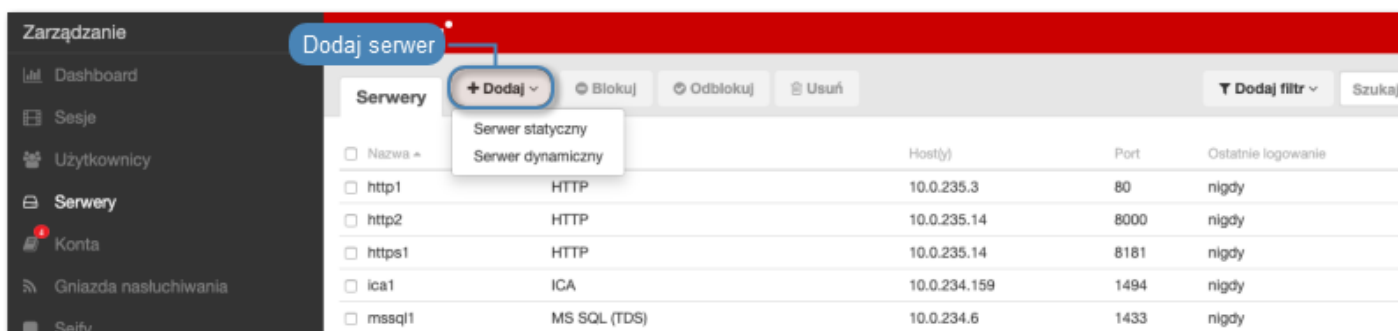 Zarządzanie
Dodaj serwer
Dashboard
Sesje
Użytkownicy
Serwery
Konta
4
Gniazda nasłuchiwania
Sejfy
Serwery
+ Dodaj
Blokuj
Odblokuj
Usuń
Dodaj filtr
Szukaj
Serwer statyczny
Serwer dynamiczny
Nazwa Host(y) Port Ostatnie logowanie
http1 HTTP 10.0.235.3 80 nigdy
http2 HTTP 10.0.235.14 8000 nigdy
https1 HTTP 10.0.235.14 8181 nigdy
ica1 ICA 10.0.234.159 1494 nigdy
mssql1 MS SQL (TDS) 10.0.234.6 1433 nigdy